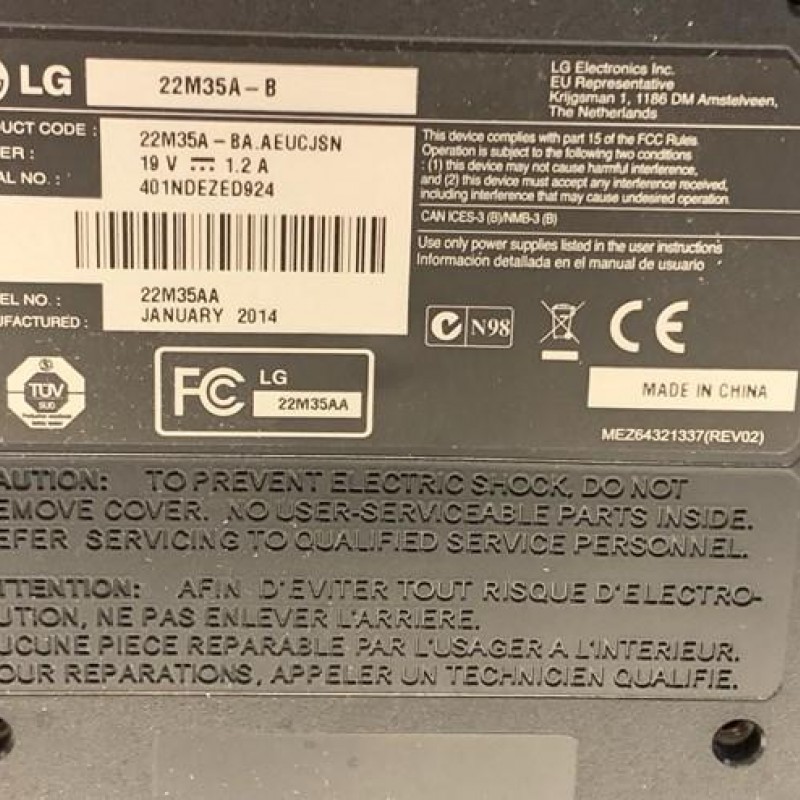 LG 22M35A-B
LG Electronics Inc.
EU Representative
Krijgsman 1, 1186 DM Amstelveen,
The Netherlands
UCT CODE : 22M35A-BA.AEUCJSN
ER : 19 V 1.2 A
AL NO. : 401NDEZED924
This device complies with part 15 of the FCC Rules
Operation is subject to the following two conditions
: (1) this device may not cause harmful interference,
and (2) this device must accept any interference received,
including interference that may cause undesired operation
CAN ICES-3 (B)/NMB-3 (B)
Use only power supplies listed in the user instructions
Información detallada en el manual de usuario
EL NO. : 22M35AA
UFACTURED : JANUARY 2014
N98
CE
TÜV
SÜD
FC LG
22M35AA
MADE IN CHINA
MEZ64321337(REV02)
AUTION: TO PREVENT ELECTRIC SHOCK, DO NOT
EMOVE COVER. NO USER-SERVICEABLE PARTS INSIDE.
EFER SERVICING TO QUALIFIED SERVICE PERSONNEL.
TTENTION: AFIN D'EVITER TOUT RISQUE D'ELECTRO-
UTION, NE PAS ENLEVER L'ARRIERE.
UCUNE PIECE REPARABLE PAR L'USAGER A L'INTERIEUR.
OUR REPARATIONS, APPELER UN TECHNICIEN QUALIFIE.